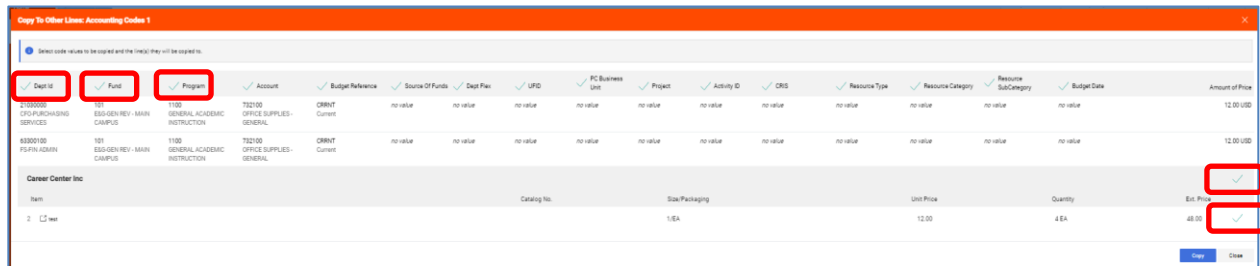 Copy To Other Lines: Accounting Codes 1
Select code values to be copied and the line(s) they will be copied to.
Dept Id Fund Program Account Budget Reference Source Of Funds Dept Flex UFID PC Business Unit Project Activity ID CRIS Resource Type Resource Category Resource SubCategory Budget Date Amount of Price
21030000 101 1100 732100 CRRNT no value no value no value no value no value no value no value no value no value no value no value 12.00 USD
CFO-PURCHASING E&G-GEN REV - MAIN GENERAL ACADEMIC OFFICE SUPPLIES - Current
SERVICES CAMPUS INSTRUCTION GENERAL
63300100 101 1100 732100 CRRNT no value no value no value no value no value no value no value no value no value no value no value 12.00 USD
FS-FIN ADMIN E&G-GEN REV - MAIN GENERAL ACADEMIC OFFICE SUPPLIES - Current
CAMPUS INSTRUCTION GENERAL
Career Center Inc
Item Catalog No. Size/Packaging Unit Price Quantity Ext. Price
2 test 1/EA 12.00 4 EA 48.00
Copy Close